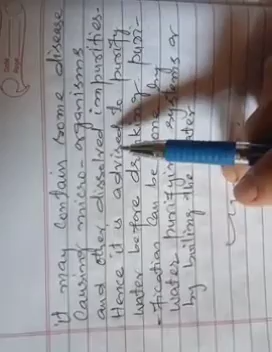 it may contain some disease
causing micro-organisms
and other dissolved impurities.
Hence it is advised to purify
water before drinking. puri-
-fication can be done by
water purifying systems or
by boiling the water